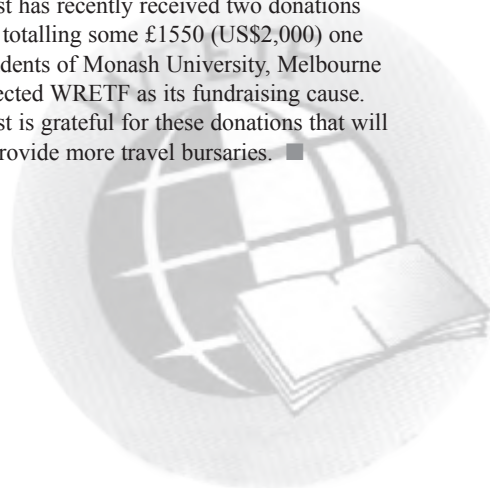 st has recently received two donations
totalling some £1550 (US$2,000) one
dents of Monash University, Melbourne
ected WRETF as its fundraising cause.
st is grateful for these donations that will
rovide more travel bursaries. ■
WRETF